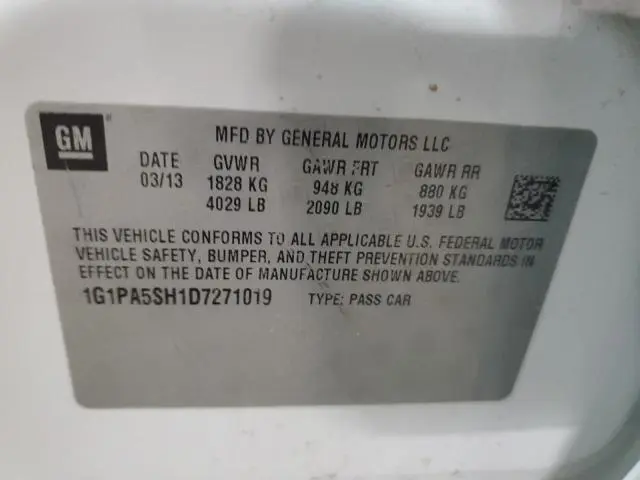 GM
MFD BY GENERAL MOTORS LLC
DATE GVWR GAWR FRT GAWR RR
03/13 1828 KG 948 KG 880 KG
4029 LB 2090 LB 1939 LB
THIS VEHICLE CONFORMS TO ALL APPLICABLE U.S. FEDERAL MOTOR
VEHICLE SAFETY, BUMPER, AND THEFT PREVENTION STANDARDS IN
EFFECT ON THE DATE OF MANUFACTURE SHOWN ABOVE.
1G1PA5SH1D7271019 TYPE: PASS CAR